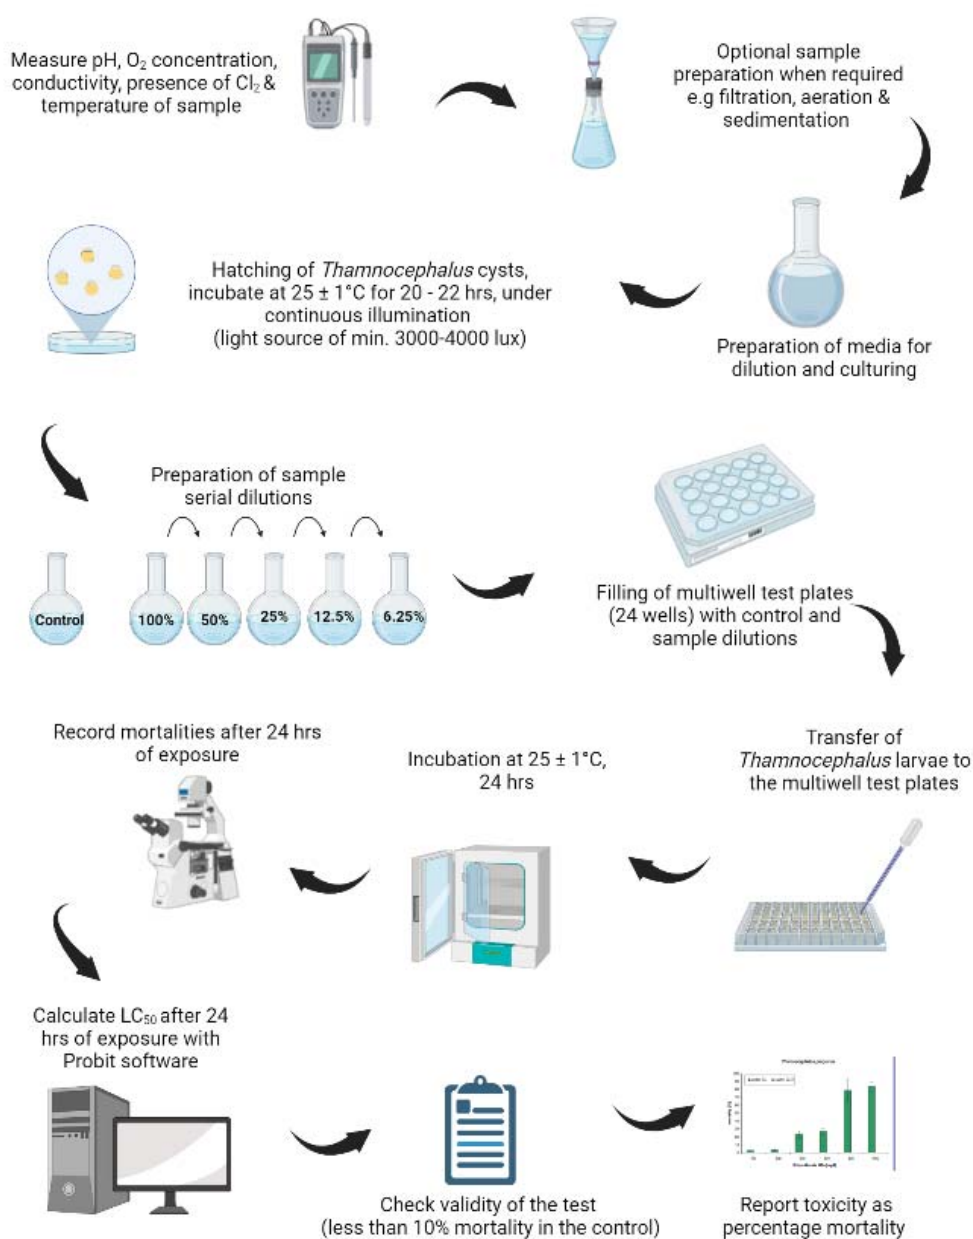 Measure pH, O₂ concentration,
conductivity, presence of Cl₂ &
temperature of sample
Optional sample
preparation when required
e.g filtration, aeration &
sedimentation
Hatching of Thamnocephalus cysts,
incubate at 25 ± 1°C for 20 - 22 hrs, under
continuous illumination
(light source of min. 3000-4000 lux)
Preparation of media for
dilution and culturing
Preparation of sample
serial dilutions
Control
100%
50%
25%
12.5%
6.25%
Filling of multiwell test plates
(24 wells) with control and
sample dilutions
Record mortalities after 24 hrs
of exposure
Incubation at 25 ± 1°C,
24 hrs
Transfer of
Thamnocephalus larvae to
the multiwell test plates
Calculate LC₅₀ after 24
hrs of exposure with
Probit software
Check validity of the test
(less than 10% mortality in the control)
Report toxicity as
percentage mortality